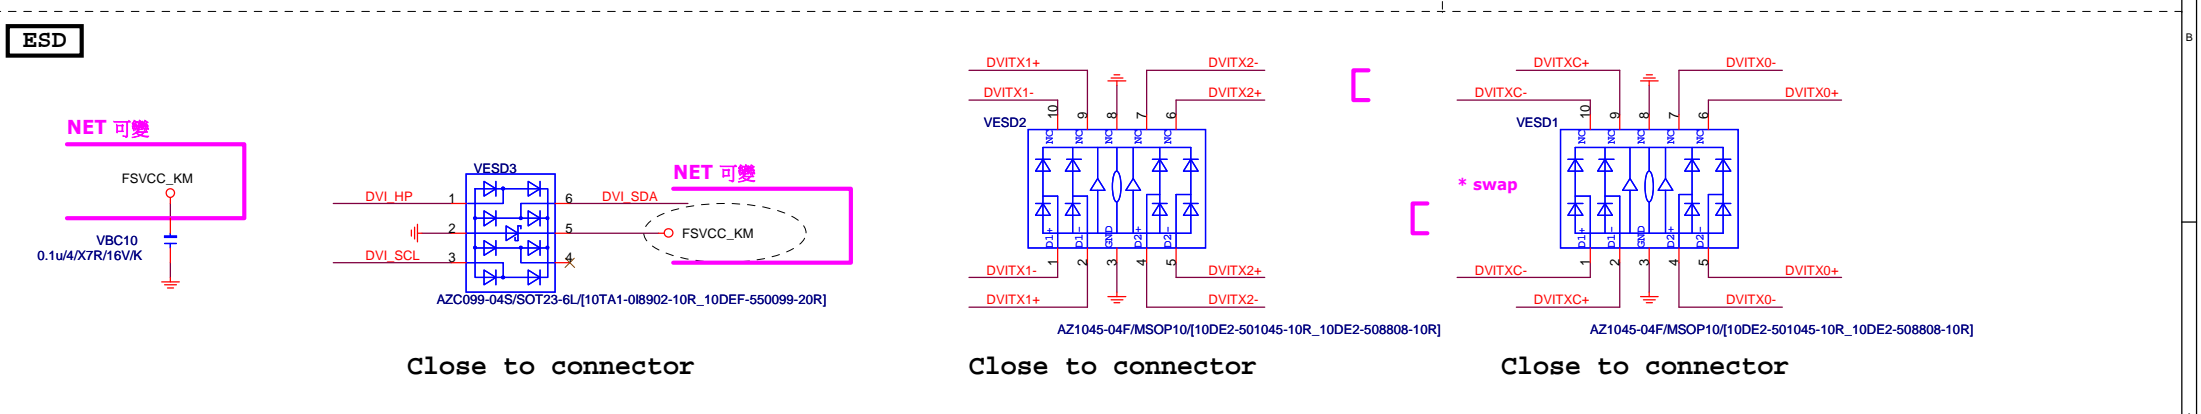 B
ESD
NET 可變
FSVCC_KM
VBC10
0.1u/4/X7R/16V/K
VESD3
NET 可變
DVI_HP 1
6 DVI_SDA
2
5 FSVCC_KM
DVI_SCL 3
4
AZC099-04S/SOT23-6L/[10TA1-0I8902-10R_10DEF-550099-20R]
Close to connector
DVITX1+
DVITX2-
DVITX1-
DVITX2+
VESD2
10 9 8 7 6
NC NC NC NC
D1+ D1- GND D2+ D2-
1 2 3 4 5
DVITX1-
DVITX2+
DVITX1+
DVITX2-
AZ1045-04F/MSOP10/[10DE2-501045-10R_10DE2-508808-10R]
Close to connector
* swap
DVITXC+
DVITX0-
DVITXC-
DVITX0+
VESD1
10 9 8 7 6
NC NC NC NC
D1+ D1- GND D2+ D2-
1 2 3 4 5
DVITXC-
DVITX0+
DVITXC+
DVITX0-
AZ1045-04F/MSOP10/[10DE2-501045-10R_10DE2-508808-10R]
Close to connector